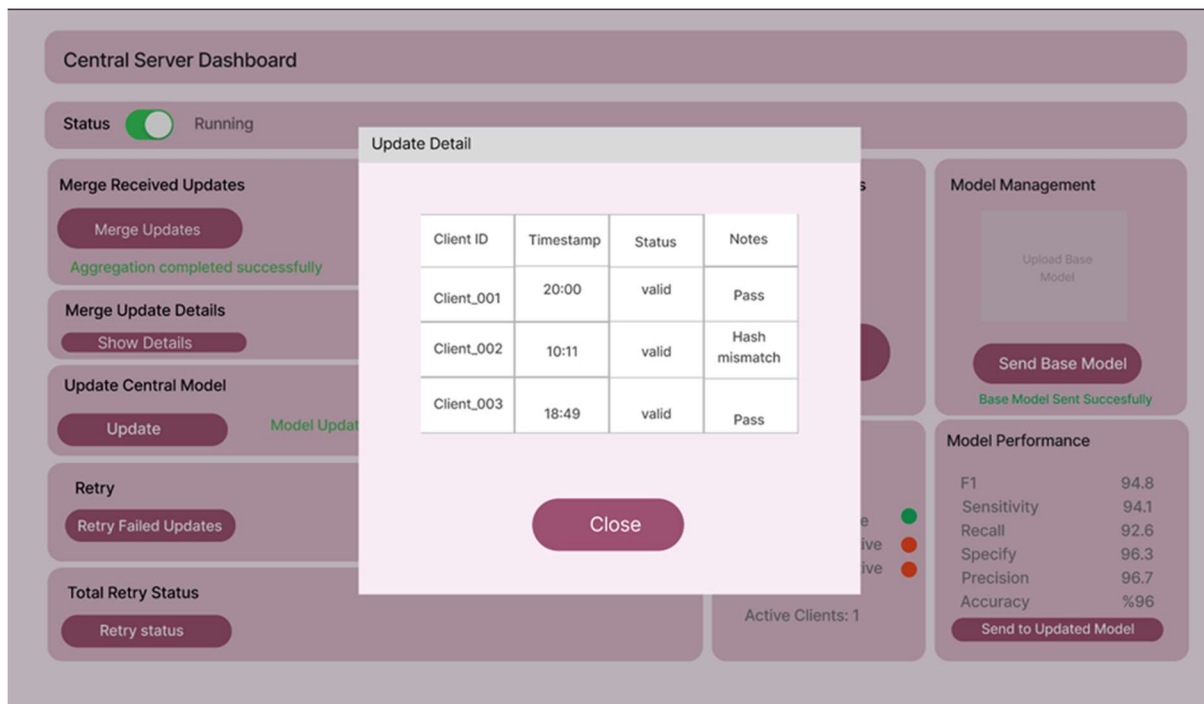 Central Server Dashboard
Status Running
Update Detail
Client ID Timestamp Status Notes
Client_001 20:00 valid Pass
Client_002 10:11 valid Hash mismatch
Client_003 18:49 valid Pass
Close
Merge Received Updates
Merge Updates
Aggregation completed successfully
Merge Update Details
Show Details
Update Central Model
Update Model
Retry
Retry Failed Updates
Total Retry Status
Retry status
Active Clients: 1
Model Management
Upload Base
Model
Send Base Model
Base Model Sent Succesfully
Model Performance
F1 94.8
Sensitivity 94.1
Recall 92.6
Specify 96.3
Precision 96.7
Accuracy %96
Send to Updated Model